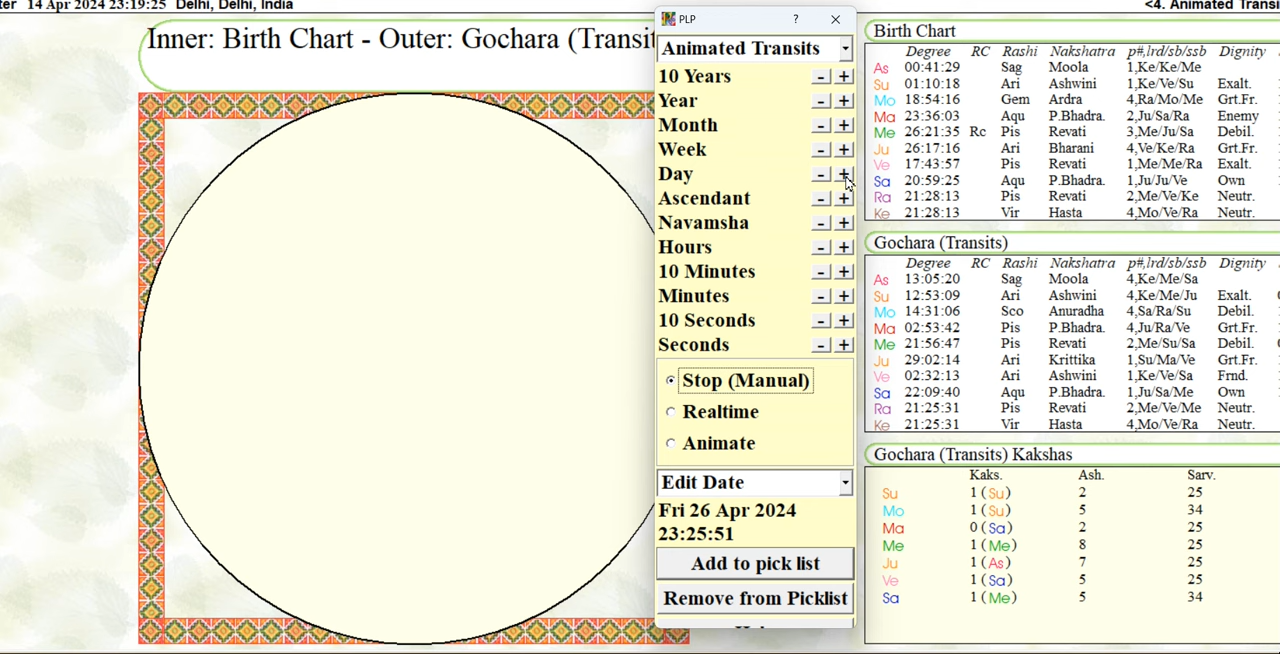 ter 14 Apr 2024 23:19:25 Delhi, Delhi, India
<4. Animated Transi
Inner: Birth Chart - Outer: Gochara (Transit
PLP ?
Animated Transits
10 Years - +
Year - +
Month - +
Week - +
Day - +
Ascendant - +
Navamsha - +
Hours - +
10 Minutes - +
Minutes - +
10 Seconds - +
Seconds - +
Stop (Manual)
Realtime
Animate
Edit Date
Fri 26 Apr 2024
23:25:51
Add to pick list
Remove from Picklist
Birth Chart
Degree RC Rashi Nakshatra p#,lrd/sb/ssb Dignity
As 00:41:29 Sag Moola 1,Ke/Ke/Me
Su 01:10:18 Ari Ashwini 1,Ke/Ve/Su Exalt.
Mo 18:54:16 Gem Ardra 4,Ra/Mo/Me Grt.Fr.
Ma 23:36:03 Aqu P.Bhadra. 2,Ju/Sa/Ra Enemy
Me 26:21:35 Rc Pis Revati 3,Me/Ju/Sa Debil.
Ju 26:17:16 Ari Bharani 4,Ve/Ke/Ra Grt.Fr.
Ve 17:43:57 Pis Revati 1,Me/Me/Ra Exalt.
Sa 20:59:25 Aqu P.Bhadra. 1,Ju/Ju/Ve Own
Ra 21:28:13 Pis Revati 2,Me/Ve/Ke Neutr.
Ke 21:28:13 Vir Hasta 4,Mo/Ve/Ra Neutr.
Gochara (Transits)
Degree RC Rashi Nakshatra p#,lrd/sb/ssb Dignity
As 13:05:20 Sag Moola 4,Ke/Me/Sa
Su 12:53:09 Ari Ashwini 4,Ke/Me/Ju Exalt.
Mo 14:31:06 Sco Anuradha 4,Sa/Ra/Su Debil.
Ma 02:53:42 Pis P.Bhadra. 4,Ju/Ra/Ve Grt.Fr.
Me 21:56:47 Pis Revati 2,Me/Su/Sa Debil.
Ju 29:02:14 Ari Krittika 1,Su/Ma/Ve Grt.Fr.
Ve 02:32:13 Ari Ashwini 1,Ke/Ve/Sa Frnd.
Sa 22:09:40 Aqu P.Bhadra. 1,Ju/Sa/Me Own
Ra 21:25:31 Pis Revati 2,Me/Ve/Me Neutr.
Ke 21:25:31 Vir Hasta 4,Mo/Ve/Ra Neutr.
Gochara (Transits) Kakshas
Kaks. Ash. Sarv.
Su 1 (Su) 2 25
Mo 1 (Su) 5 34
Ma 0 (Sa) 2 25
Me 1 (Me) 8 25
Ju 1 (As) 7 25
Ve 1 (Sa) 5 25
Sa 1 (Me) 5 34